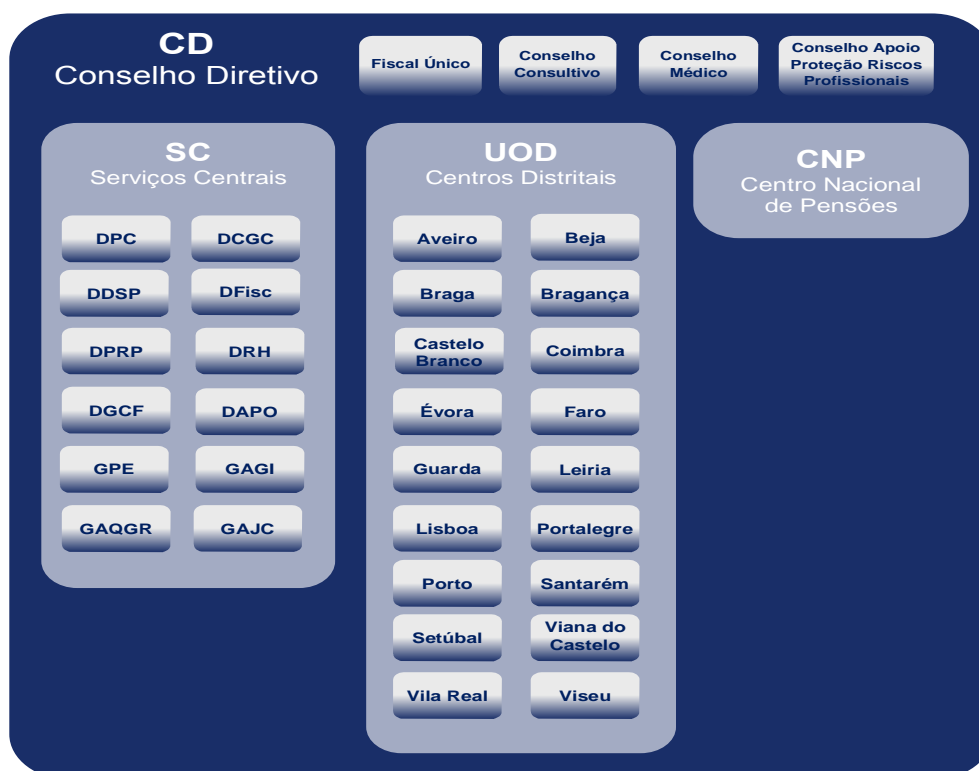 CD
Conselho Diretivo
Fiscal Único
Conselho
Consultivo
Conselho
Médico
Conselho Apoio
Proteção Riscos
Profissionais
SC
Serviços Centrais
DPC
DCGC
DDSP
DFisc
DPRP
DRH
DGCF
DAPO
GPE
GAGI
GAQGR
GAJC
UOD
Centros Distritais
Aveiro
Beja
Braga
Bragança
Castelo
Branco
Coimbra
Évora
Faro
Guarda
Leiria
Lisboa
Portalegre
Porto
Santarém
Setúbal
Viana do
Castelo
Vila Real
Viseu
CNP
Centro Nacional
de Pensões